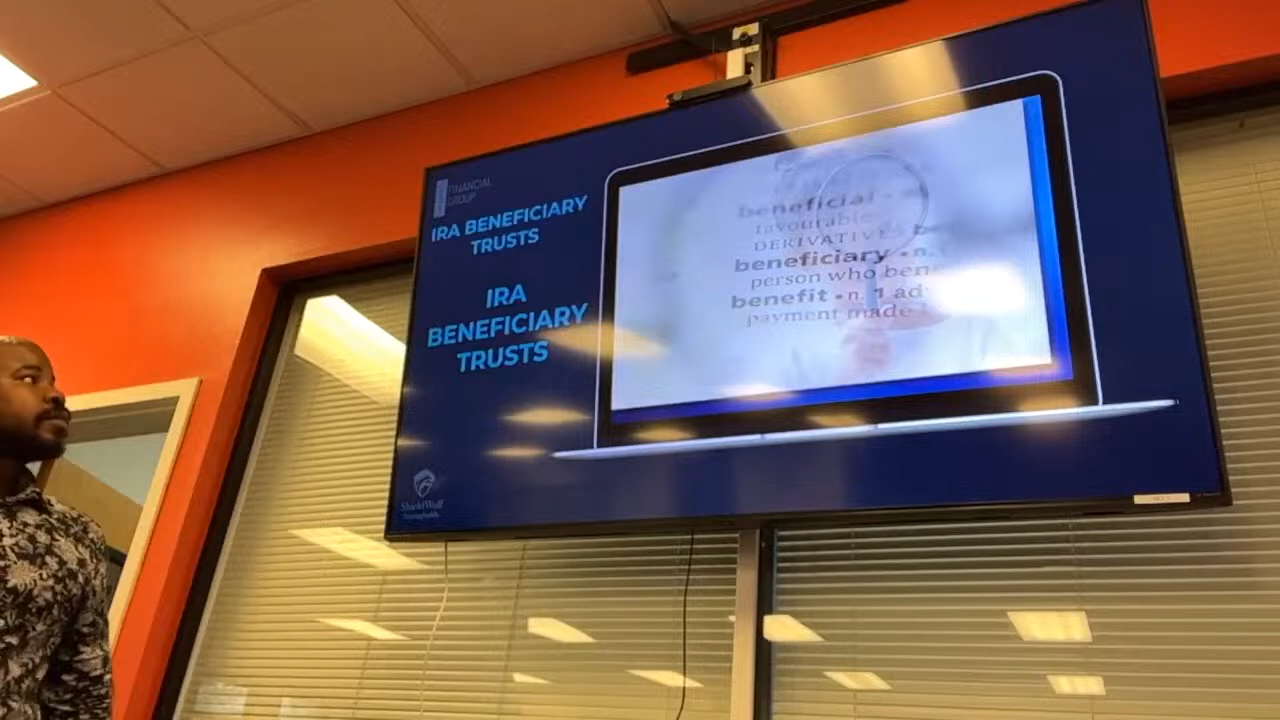 FINANCIAL
GROUP
IRA BENEFICIARY
TRUSTS
IRA
BENEFICIARY
TRUSTS
beneficial
favourable
DERIVATIVE
beneficiary • n.
person who ben
benefit • n. 1 ad
payment made
ShieldWolf